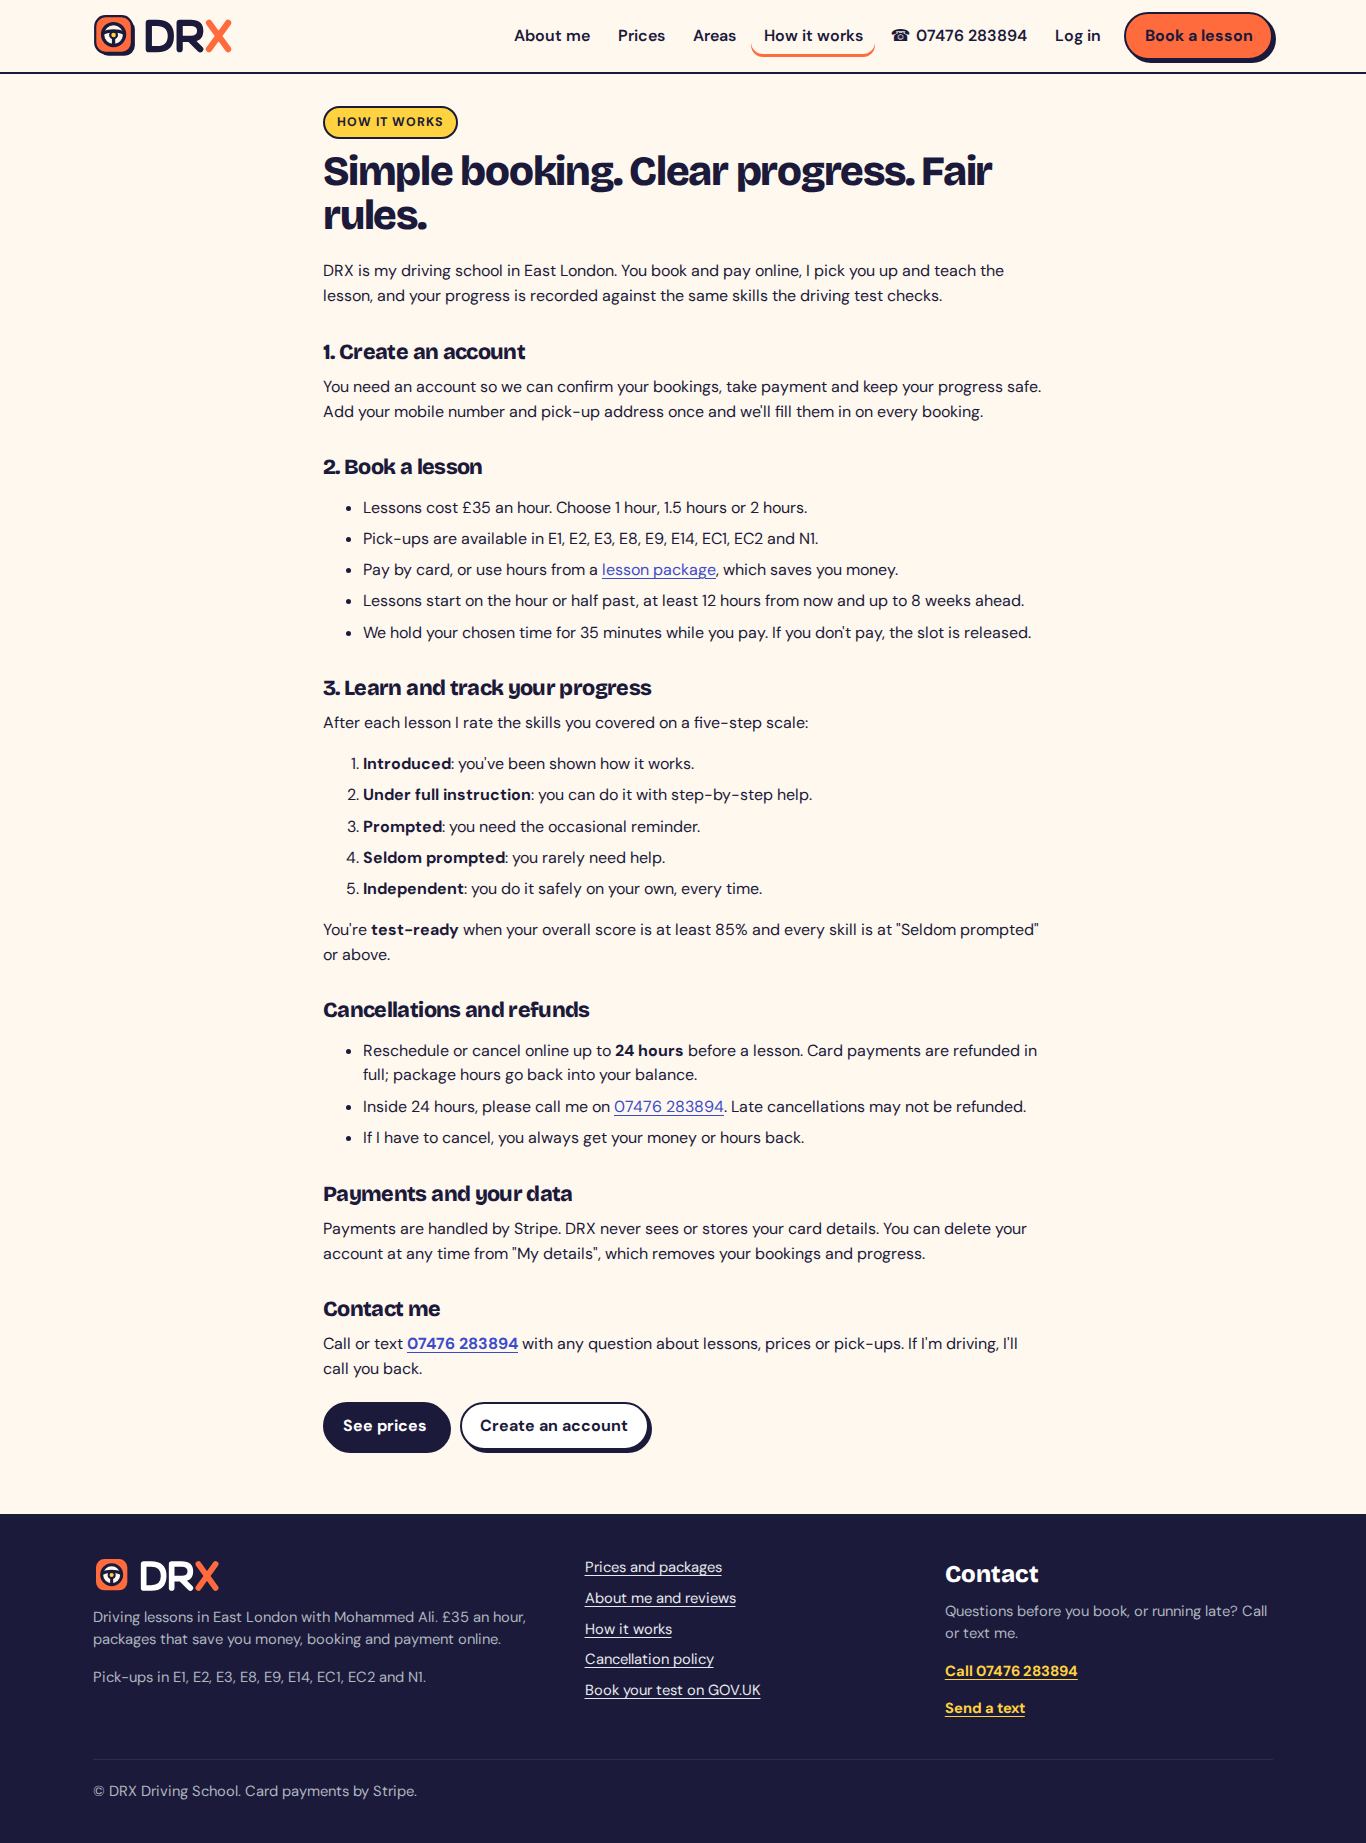 DRX
About me
Prices
Areas
How it works
☎ 07476 283894
Log in
Book a lesson
HOW IT WORKS
Simple booking. Clear progress. Fair
rules.
DRX is my driving school in East London. You book and pay online, I pick you up and teach the
lesson, and your progress is recorded against the same skills the driving test checks.
1. Create an account
You need an account so we can confirm your bookings, take payment and keep your progress safe.
Add your mobile number and pick-up address once and we'll fill them in on every booking.
2. Book a lesson
• Lessons cost £35 an hour. Choose 1 hour, 1.5 hours or 2 hours.
• Pick-ups are available in E1, E2, E3, E8, E9, E14, EC1, EC2 and N1.
• Pay by card, or use hours from a lesson package, which saves you money.
• Lessons start on the hour or half past, at least 12 hours from now and up to 8 weeks ahead.
• We hold your chosen time for 35 minutes while you pay. If you don't pay, the slot is released.
3. Learn and track your progress
After each lesson I rate the skills you covered on a five-step scale:
1. Introduced: you've been shown how it works.
2. Under full instruction: you can do it with step-by-step help.
3. Prompted: you need the occasional reminder.
4. Seldom prompted: you rarely need help.
5. Independent: you do it safely on your own, every time.
You're test-ready when your overall score is at least 85% and every skill is at "Seldom prompted"
or above.
Cancellations and refunds
• Reschedule or cancel online up to 24 hours before a lesson. Card payments are refunded in
full; package hours go back into your balance.
• Inside 24 hours, please call me on 07476 283894. Late cancellations may not be refunded.
• If I have to cancel, you always get your money or hours back.
Payments and your data
Payments are handled by Stripe. DRX never sees or stores your card details. You can delete your
account at any time from "My details", which removes your bookings and progress.
Contact me
Call or text 07476 283894 with any question about lessons, prices or pick-ups. If I'm driving, I'll
call you back.
See prices
Create an account
DRX
Driving lessons in East London with Mohammed Ali. £35 an hour,
packages that save you money, booking and payment online.
Pick-ups in E1, E2, E3, E8, E9, E14, EC1, EC2 and N1.
Prices and packages
About me and reviews
How it works
Cancellation policy
Book your test on GOV.UK
Contact
Questions before you book, or running late? Call
or text me.
Call 07476 283894
Send a text
© DRX Driving School. Card payments by Stripe.